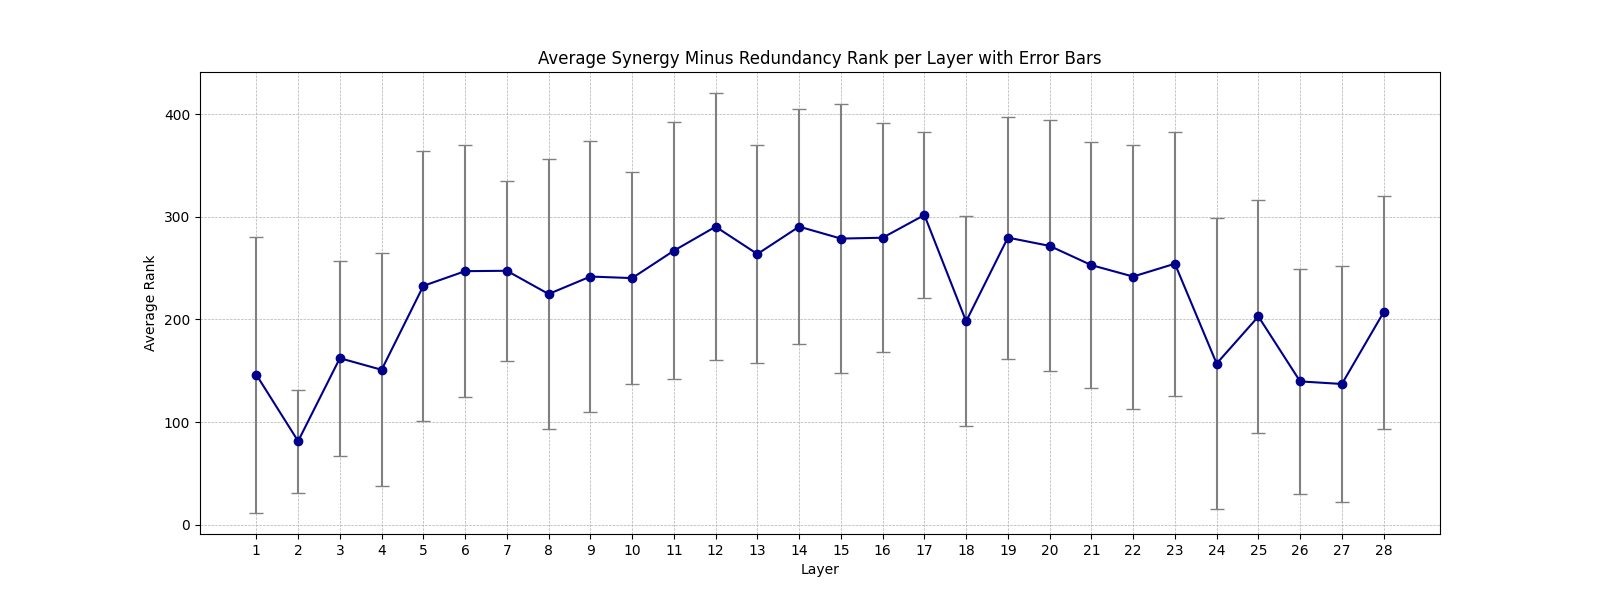 Average Synergy Minus Redundancy Rank per Layer with Error Bars
Average Rank
400
300
200
100
0
1 2 3 4 5 6 7 8 9 10 11 12 13 14 15 16 17 18 19 20 21 22 23 24 25 26 27 28
Layer